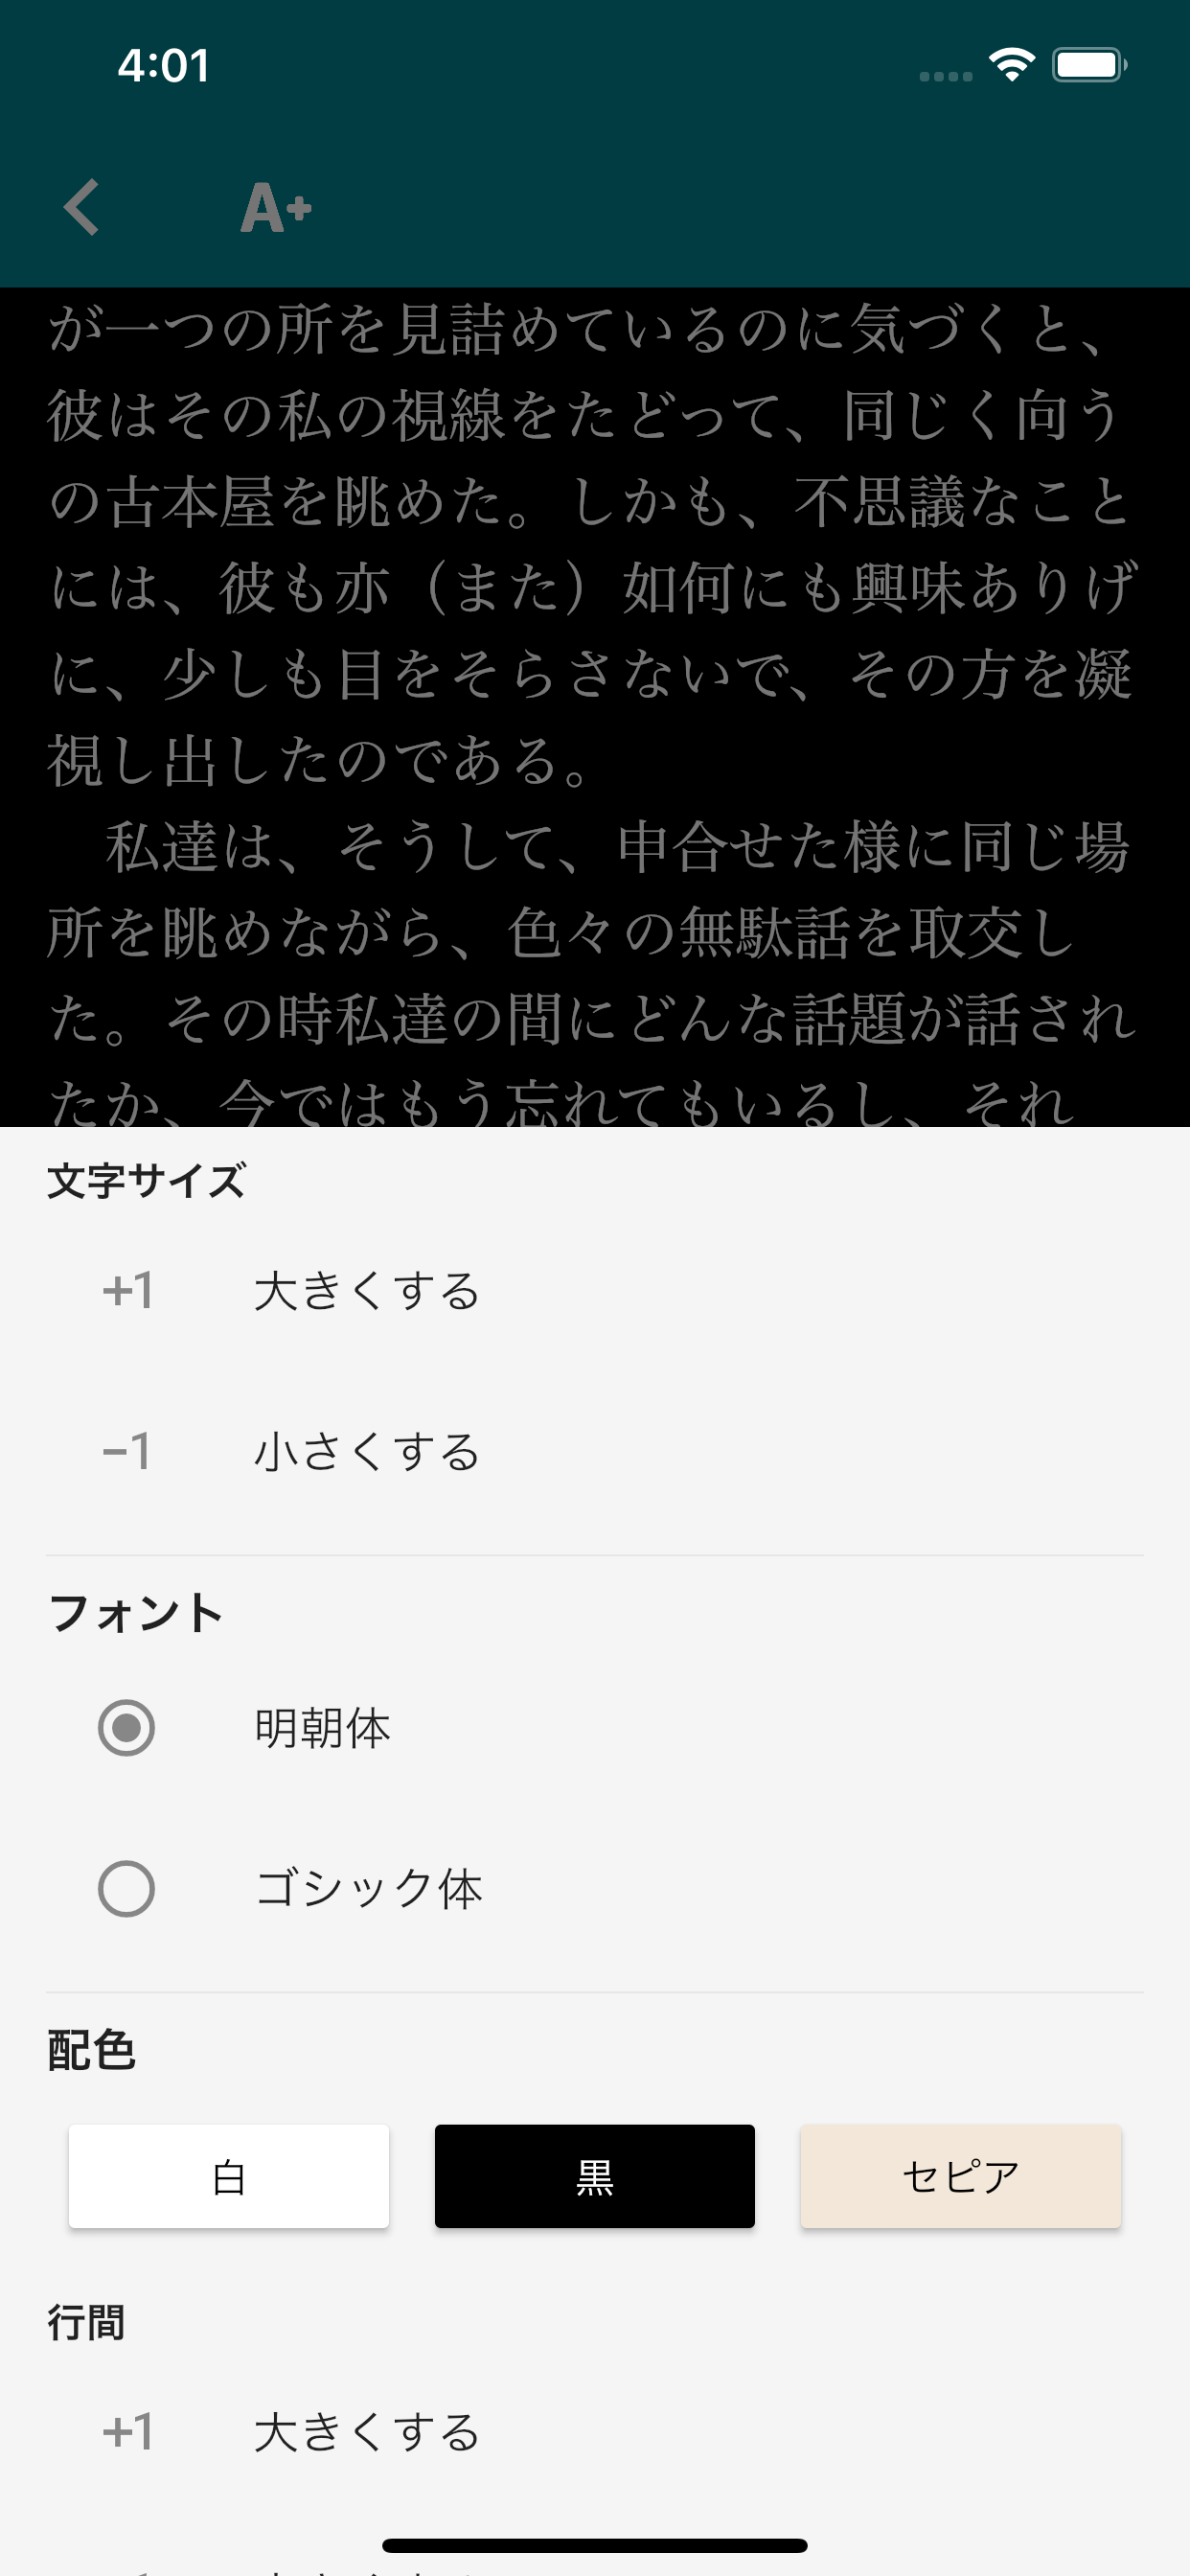 4:01
A+
が一つの所を見詰めているのに気づくと、
彼はその私の視線をたどって、同じく向う
の古本屋を眺めた。しかも、不思議なこと
には、彼も亦（また）如何にも興味ありげ
に、少しも目をそらさないで、その方を凝
視し出したのである。
　私達は、そうして、申合せた様に同じ場
所を眺めながら、色々の無駄話を取交し
た。その時私達の間にどんな話題が話され
たか、今ではもう忘れてもいるし、それ
文字サイズ
+1 大きくする
-1 小さくする
フォント
明朝体
ゴシック体
配色
白 黒 セピア
行間
+1 大きくする